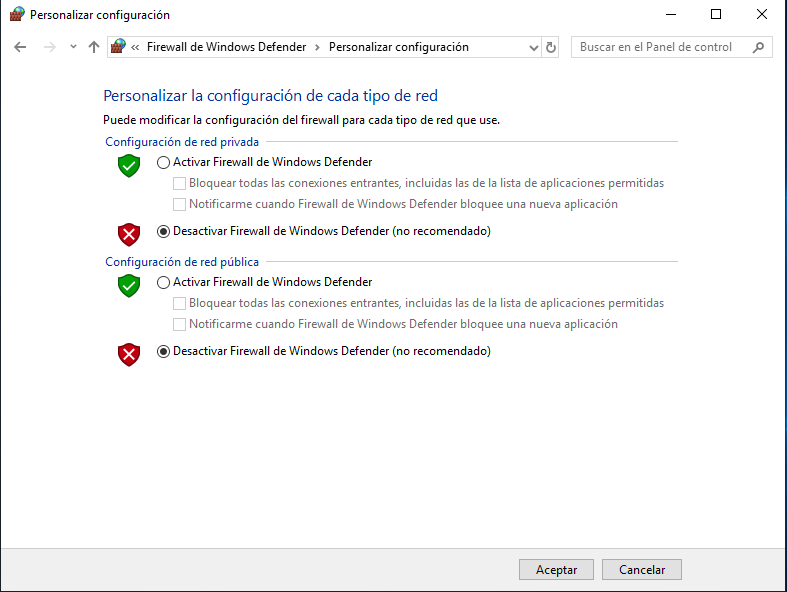 Personalizar configuración
« Firewall de Windows Defender › Personalizar configuración
Buscar en el Panel de control
Personalizar la configuración de cada tipo de red
Puede modificar la configuración del firewall para cada tipo de red que use.
Configuración de red privada
Activar Firewall de Windows Defender
Bloquear todas las conexiones entrantes, incluidas las de la lista de aplicaciones permitidas
Notificarme cuando Firewall de Windows Defender bloquee una nueva aplicación
Desactivar Firewall de Windows Defender (no recomendado)
Configuración de red pública
Activar Firewall de Windows Defender
Bloquear todas las conexiones entrantes, incluidas las de la lista de aplicaciones permitidas
Notificarme cuando Firewall de Windows Defender bloquee una nueva aplicación
Desactivar Firewall de Windows Defender (no recomendado)
Aceptar
Cancelar